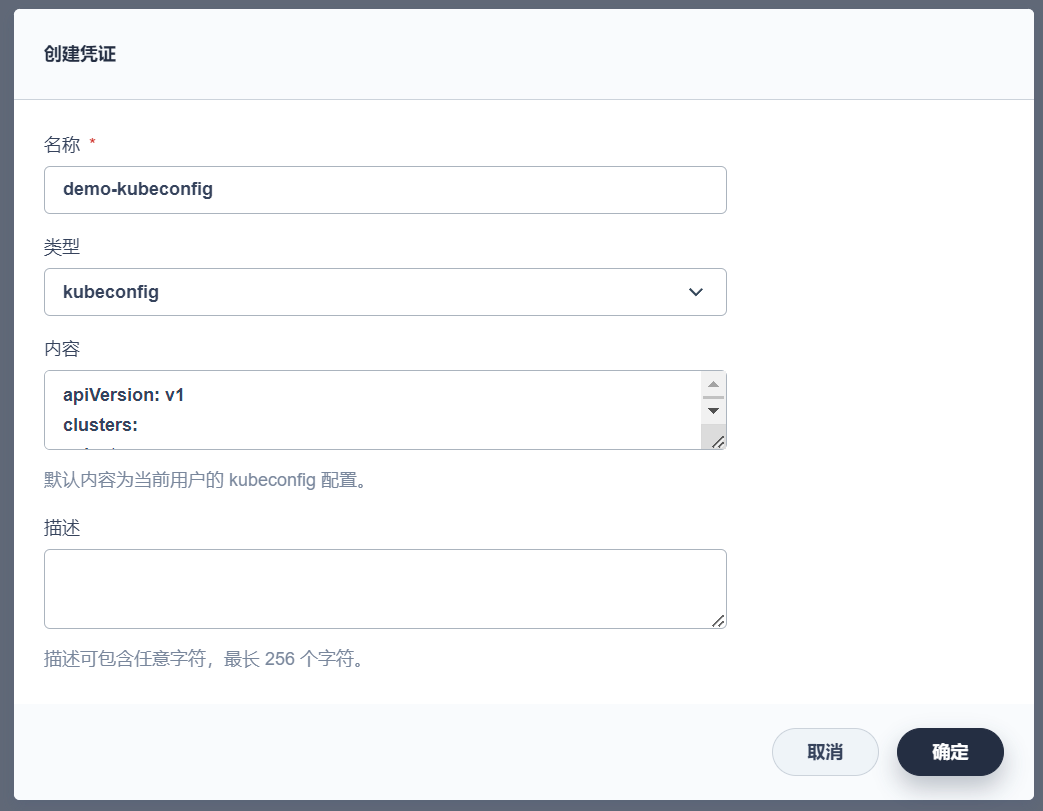 创建凭证
名称 *
demo-kubeconfig
类型
kubeconfig
内容
apiVersion: v1
clusters:
默认内容为当前用户的 kubeconfig 配置。
描述
描述可包含任意字符，最长 256 个字符。
取消
确定